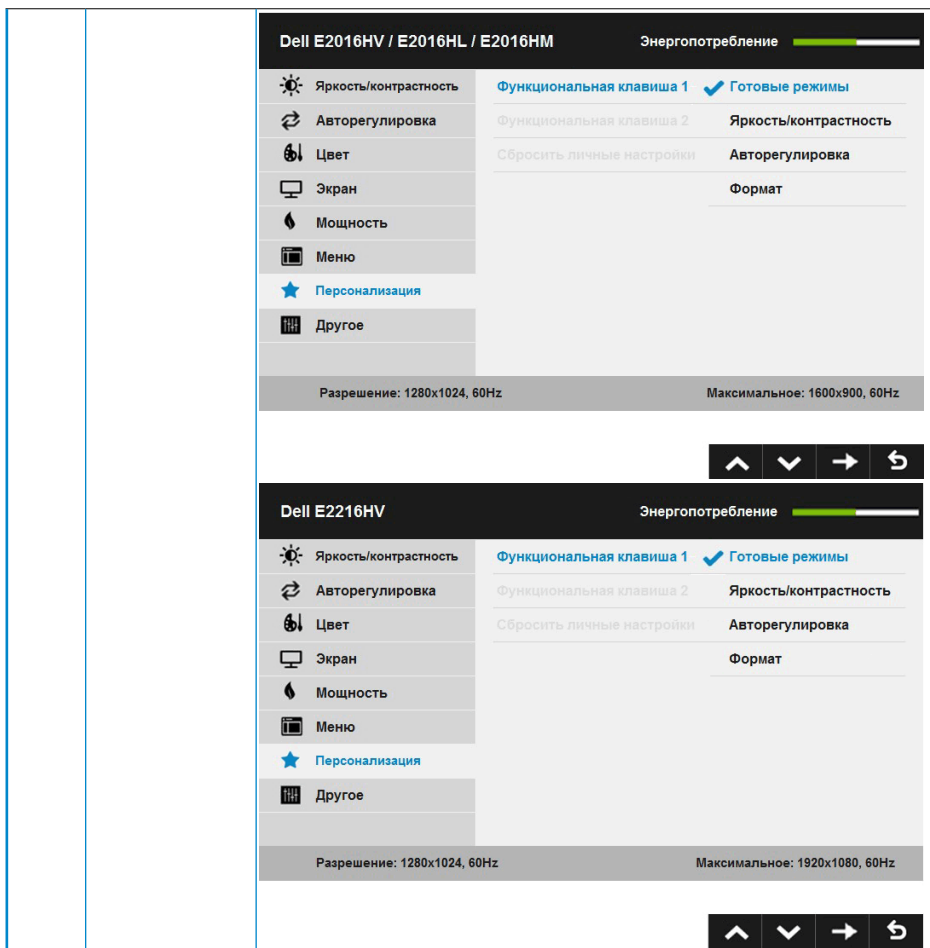 Dell E2016HV / E2016HL / E2016HM Энергопотребление
Яркость/контрастность Функциональная клавиша 1 Готовые режимы
Авторегулировка Функциональная клавиша 2 Яркость/контрастность
Цвет Сбросить личные настройки Авторегулировка
Экран Формат
Мощность
Меню
Персонализация
Другое
Разрешение: 1280x1024, 60Hz Максимальное: 1600x900, 60Hz
Dell E2216HV Энергопотребление
Яркость/контрастность Функциональная клавиша 1 Готовые режимы
Авторегулировка Функциональная клавиша 2 Яркость/контрастность
Цвет Сбросить личные настройки Авторегулировка
Экран Формат
Мощность
Меню
Персонализация
Другое
Разрешение: 1280x1024, 60Hz Максимальное: 1920x1080, 60Hz